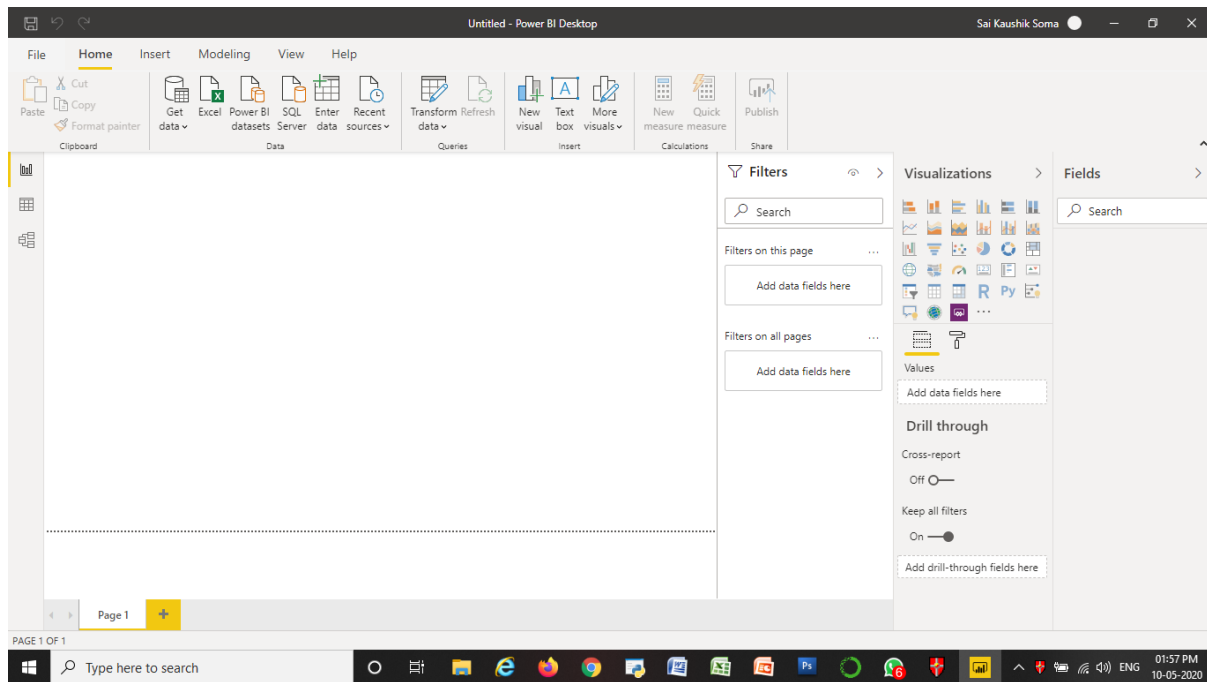 Untitled - Power BI Desktop
Sai Kaushik Soma
File Home Insert Modeling View Help
Paste
Cut
Copy
Format painter
Clipboard
Get data
Excel
Power BI datasets
SQL Server
Enter data
Recent sources
Data
Transform data
Refresh
Queries
New visual
Text box
More visuals
Insert
New measure
Quick measure
Calculations
Publish
Share
Filters
Search
Filters on this page ...
Add data fields here
Filters on all pages ...
Add data fields here
Visualizations
123
R Py
...
Values
Add data fields here
Drill through
Cross-report
Off
Keep all filters
On
Add drill-through fields here
Fields
Search
Page 1
PAGE 1 OF 1
Type here to search
Ps
6
ENG
01:57 PM
10-05-2020